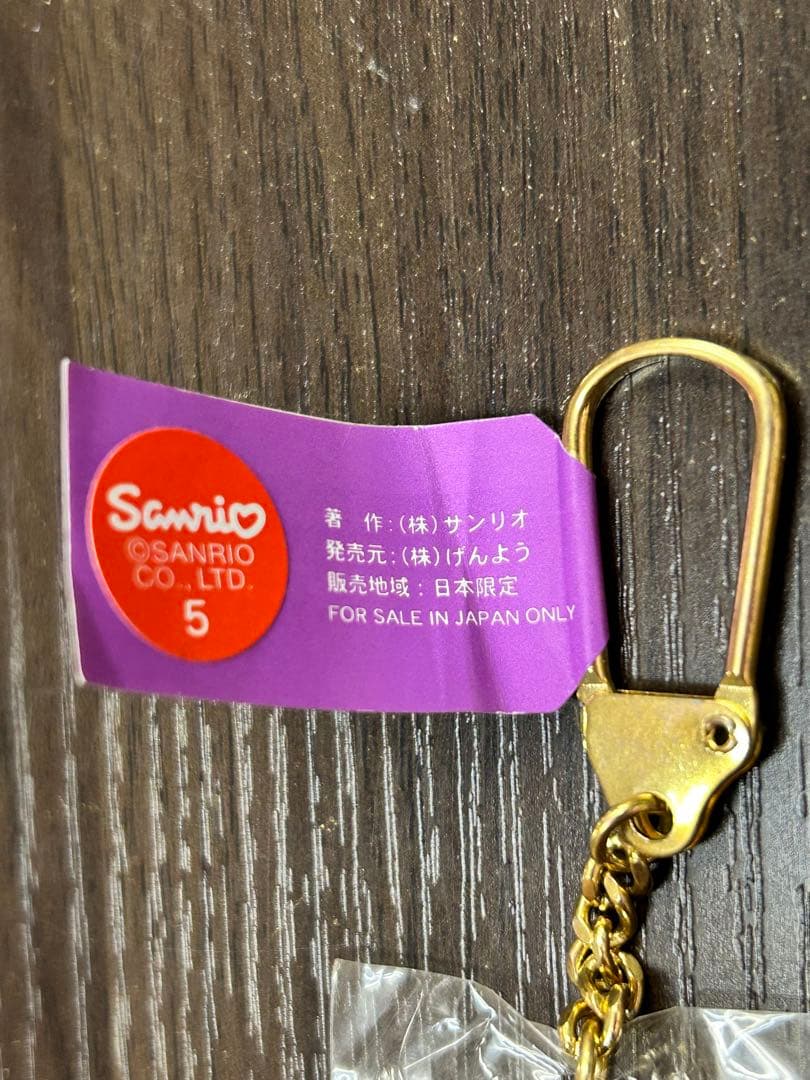 Sanrio
©SANRIO
CO., LTD.
5
著 作:(株)サンリオ
発売元:(株)げんよう
販売地域: 日本限定
FOR SALE IN JAPAN ONLY